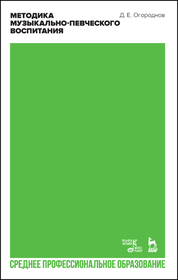 МЕТОДИКА
МУЗЫКАЛЬНО-ПЕВЧЕСКОГО
ВОСПИТАНИЯ
Д. Е. Огороднов
СРЕДНЕЕ ПРОФЕССИОНАЛЬНОЕ ОБРАЗОВАНИЕ